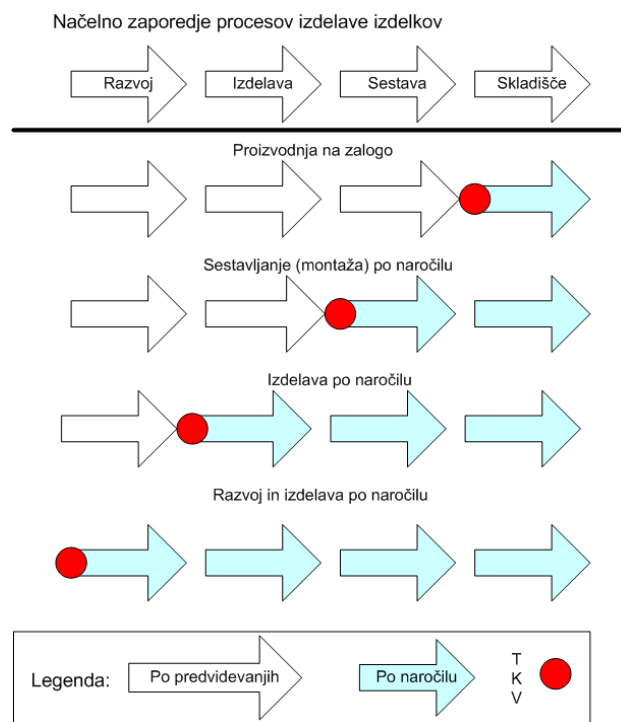 Načelno zaporedje procesov izdelave izdelkov
Razvoj
Izdelava
Sestava
Skladišče
Proizvodnja na zalogo
Sestavljanje (montaža) po naročilu
Izdelava po naročilu
Razvoj in izdelava po naročilu
Legenda:
Po predvidevanjih
Po naročilu
T
K
V